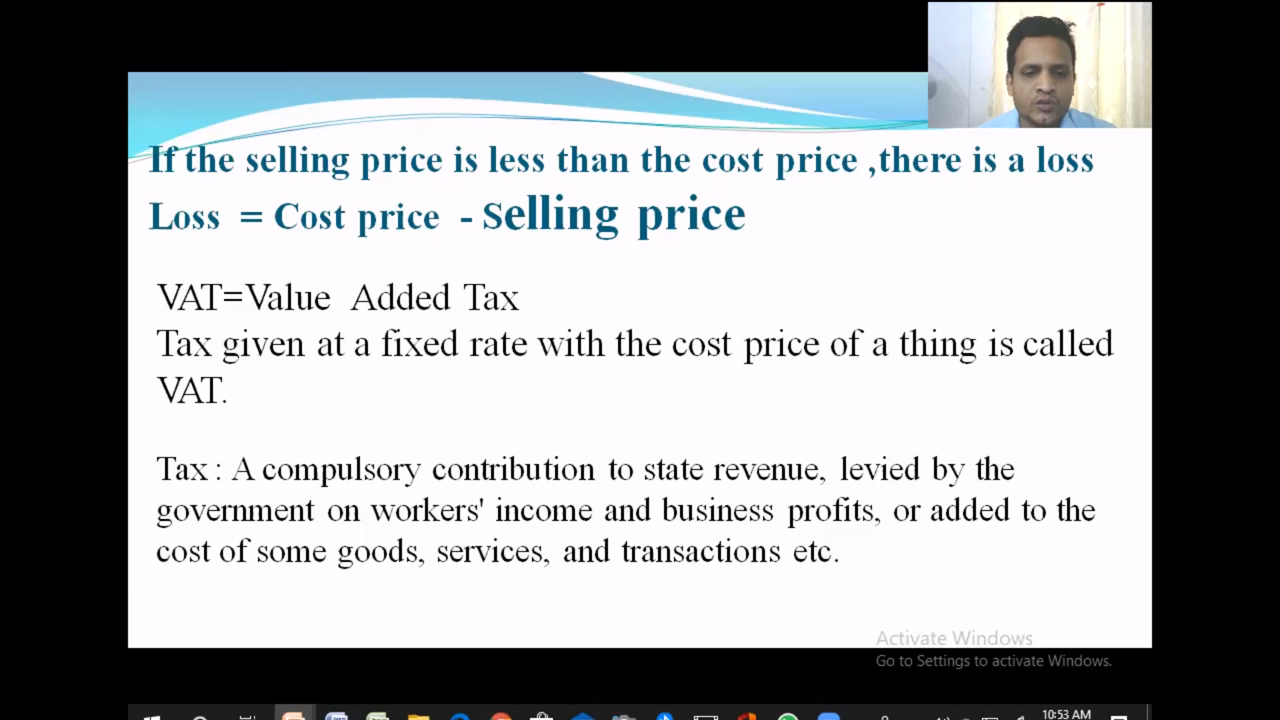 If the selling price is less than the cost price ,there is a loss
Loss = Cost price - Selling price
VAT=Value Added Tax
Tax given at a fixed rate with the cost price of a thing is called
VAT.
Tax : A compulsory contribution to state revenue, levied by the
government on workers' income and business profits, or added to the
cost of some goods, services, and transactions etc.
Activate Windows
Go to Settings to activate Windows.
10:53 AM